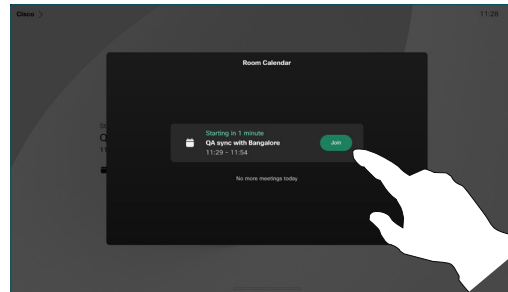 Cisco
11:28
Room Calendar
Starting in 1 minute
QA sync with Bangalore
11:29 - 11:54
Join
No more meetings today